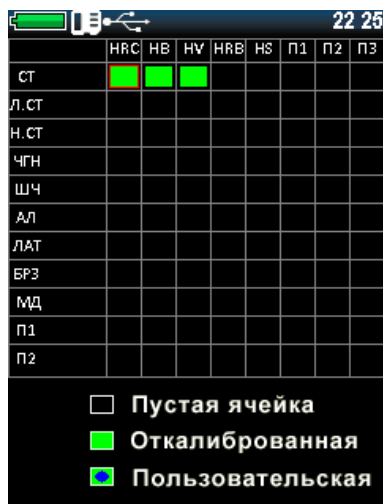 22 25
HRC HB HV HRB HS П1 П2 П3
СТ
Л.СТ
Н.СТ
ЧГН
ШЧ
АЛ
ЛАТ
БРЗ
МД
П1
П2
Пустая ячейка
Откалиброванная
Пользовательская